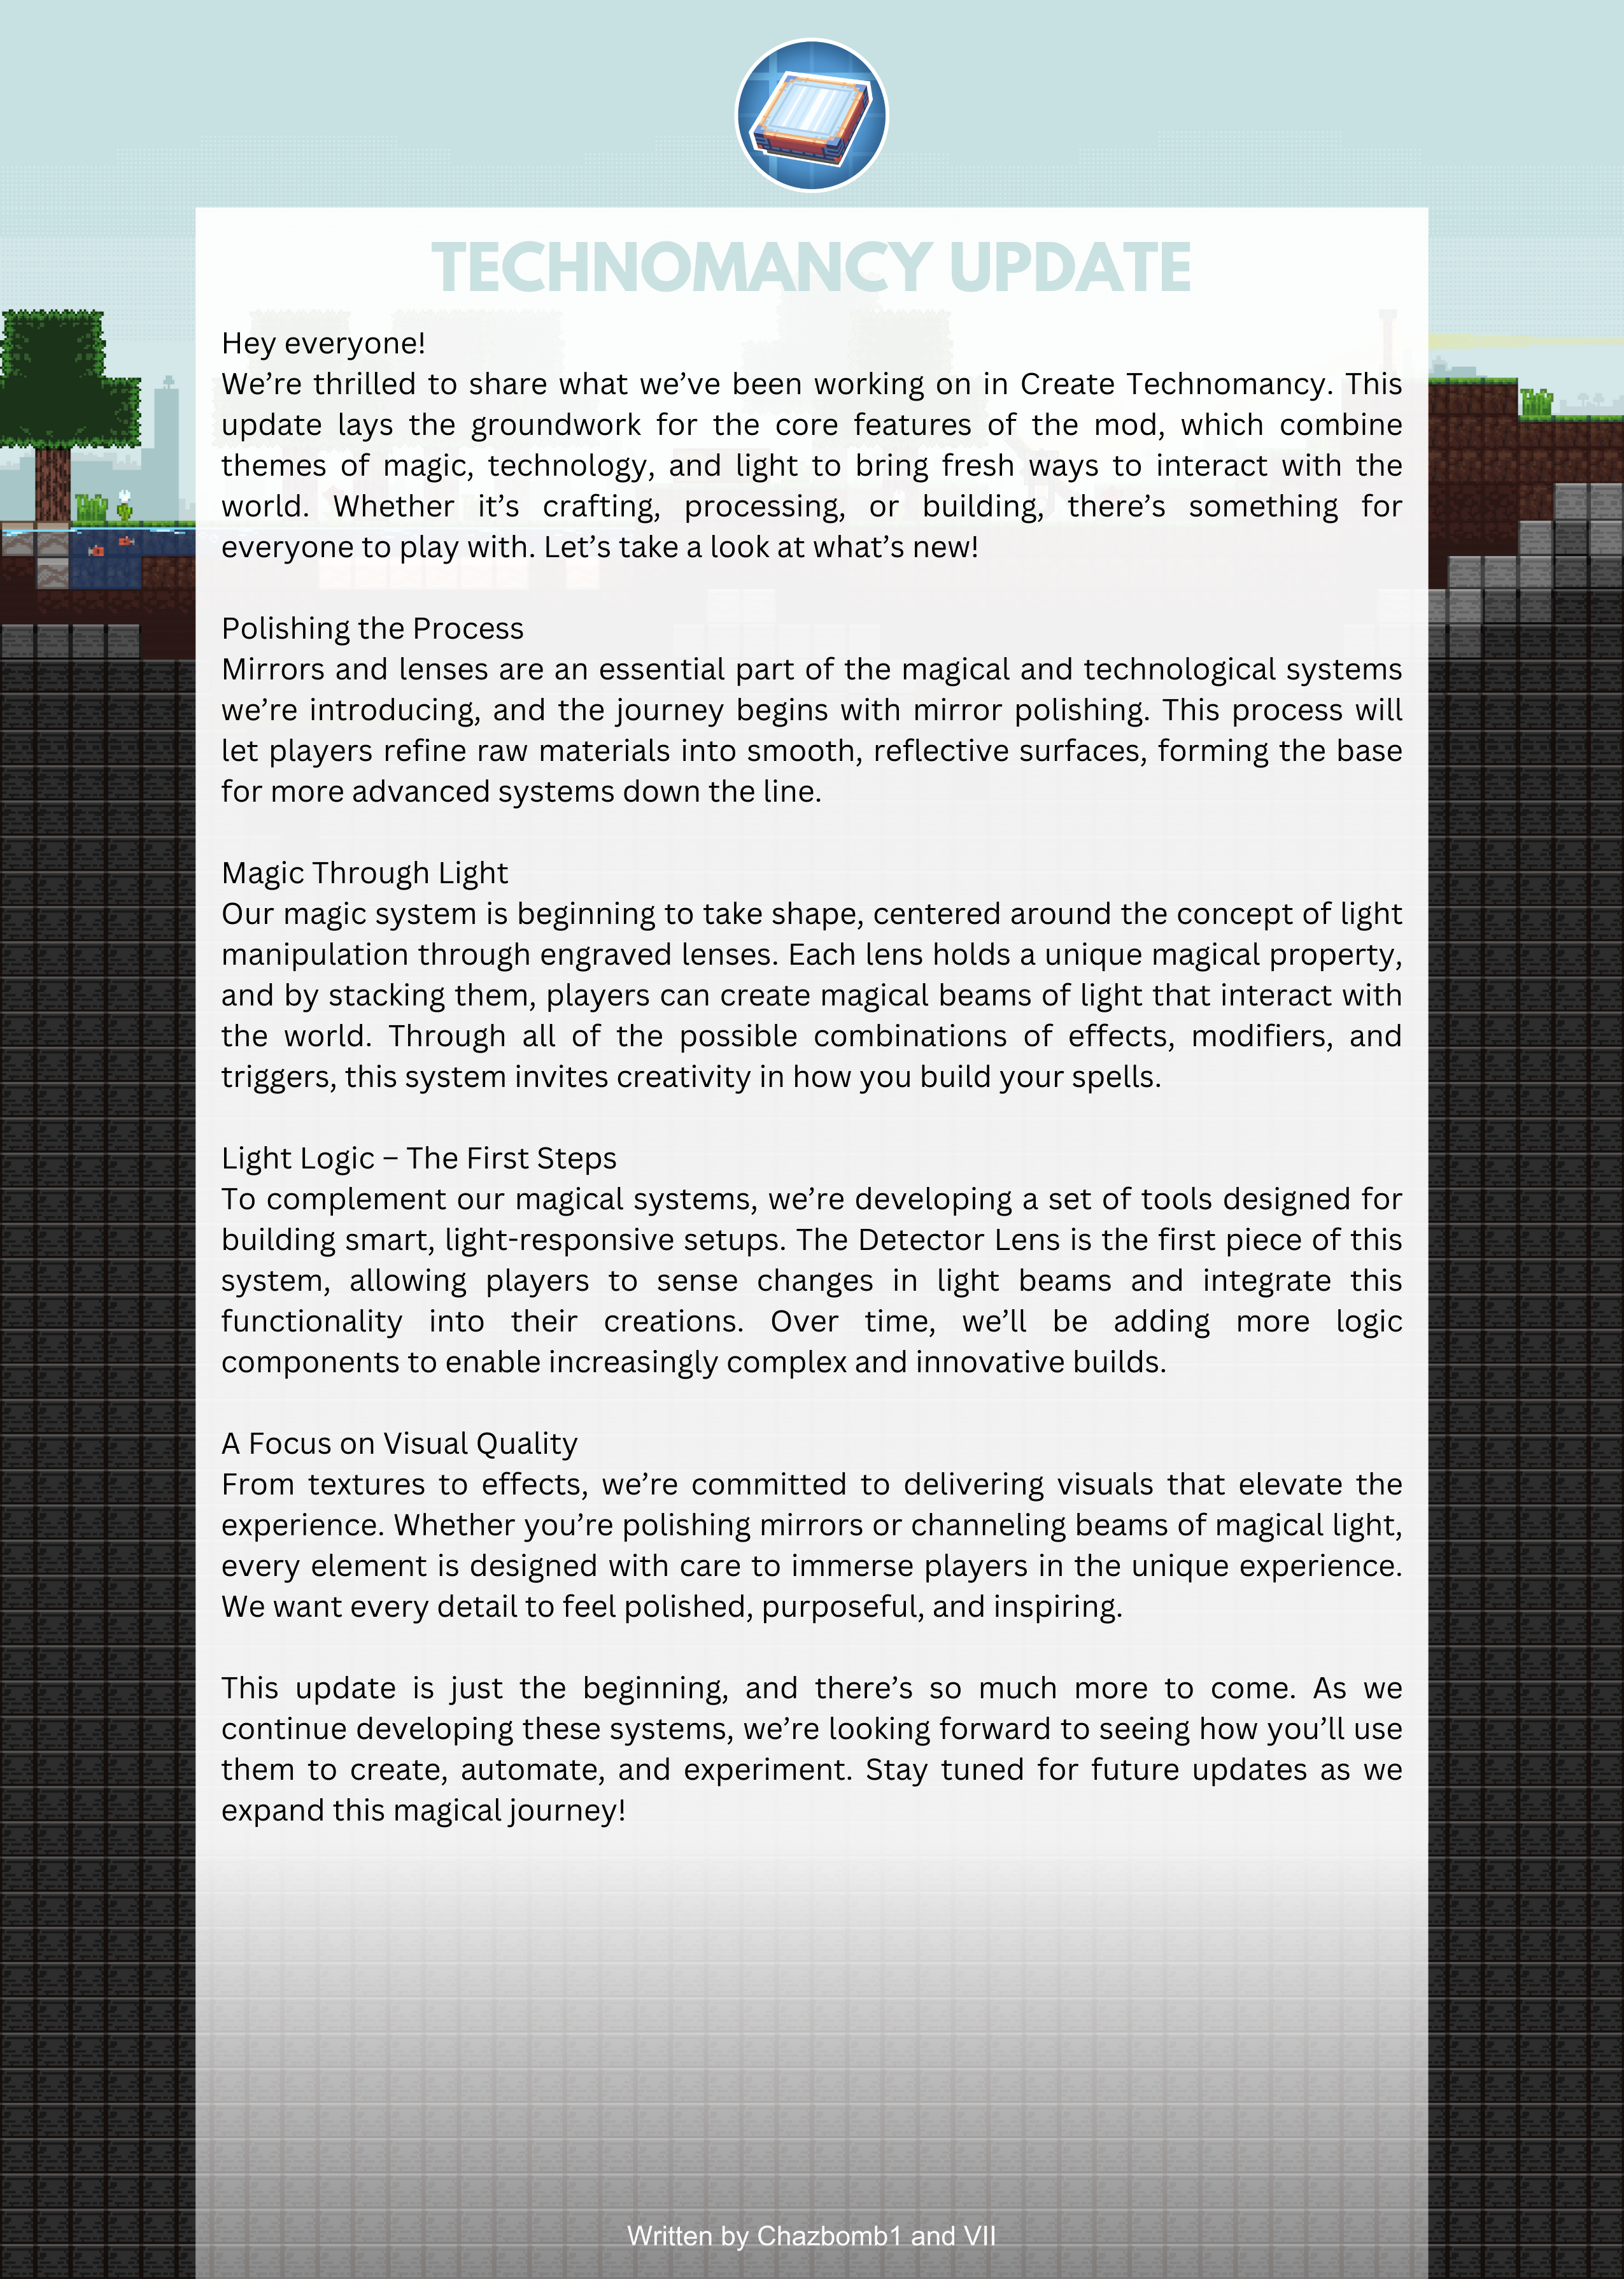 TECHNOMANCY UPDATE
Hey everyone!
We’re thrilled to share what we’ve been working on in Create Technomancy. This
update lays the groundwork for the core features of the mod, which combine
themes of magic, technology, and light to bring fresh ways to interact with the
world. Whether it’s crafting, processing, or building, there’s something for
everyone to play with. Let’s take a look at what’s new!
Polishing the Process
Mirrors and lenses are an essential part of the magical and technological systems
we’re introducing, and the journey begins with mirror polishing. This process will
let players refine raw materials into smooth, reflective surfaces, forming the base
for more advanced systems down the line.
Magic Through Light
Our magic system is beginning to take shape, centered around the concept of light
manipulation through engraved lenses. Each lens holds a unique magical property,
and by stacking them, players can create magical beams of light that interact with
the world. Through all of the possible combinations of effects, modifiers, and
triggers, this system invites creativity in how you build your spells.
Light Logic – The First Steps
To complement our magical systems, we’re developing a set of tools designed for
building smart, light-responsive setups. The Detector Lens is the first piece of this
system, allowing players to sense changes in light beams and integrate this
functionality into their creations. Over time, we’ll be adding more logic
components to enable increasingly complex and innovative builds.
A Focus on Visual Quality
From textures to effects, we’re committed to delivering visuals that elevate the
experience. Whether you’re polishing mirrors or channeling beams of magical light,
every element is designed with care to immerse players in the unique experience.
We want every detail to feel polished, purposeful, and inspiring.
This update is just the beginning, and there’s so much more to come. As we
continue developing these systems, we’re looking forward to seeing how you’ll use
them to create, automate, and experiment. Stay tuned for future updates as we
expand this magical journey!
Written by Chazbomb1 and VII